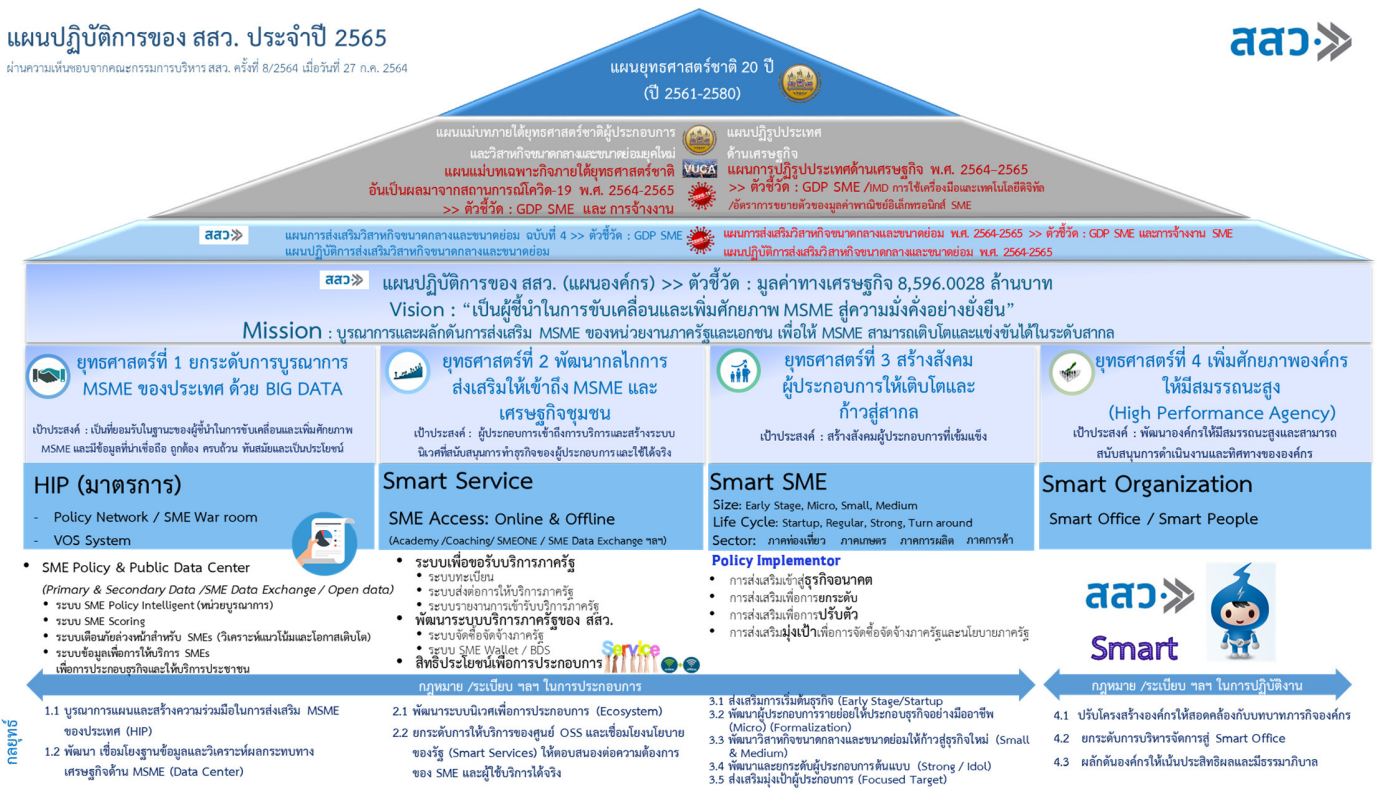 แผนปฏิบัติการของ สสว. ประจำปี 2565
ผ่านความเห็นชอบจากคณะกรรมการบริหาร สสว. ครั้งที่ 8/2564 เมื่อวันที่ 27 ก.ค. 2564
สสว.
แผนยุทธศาสตร์ชาติ 20 ปี
(ปี 2561-2580)
แผนแม่บทภายใต้ยุทธศาสตร์ชาติผู้ประกอบการ
และวิสาหกิจขนาดกลางและขนาดย่อมยุคใหม่
แผนแม่บทเฉพาะกิจภายใต้ยุทธศาสตร์ชาติ
อันเป็นผลมาจากสถานการณ์โควิด-19 พ.ศ. 2564-2565
>> ตัวชี้วัด : GDP SME และ การจ้างงาน
VUCA
แผนปฏิรูปประเทศ
ด้านเศรษฐกิจ
แผนการปฏิรูปประเทศด้านเศรษฐกิจ พ.ศ. 2564–2565
>> ตัวชี้วัด : GDP SME /IMD การใช้เครื่องมือและเทคโนโลยีดิจิทัล
/อัตราการขยายตัวของมูลค่าพาณิชย์อิเล็กทรอนิกส์ SME
สสว.
แผนการส่งเสริมวิสาหกิจขนาดกลางและขนาดย่อม ฉบับที่ 4 >> ตัวชี้วัด : GDP SME
แผนปฏิบัติการส่งเสริมวิสาหกิจขนาดกลางและขนาดย่อม
แผนการส่งเสริมวิสาหกิจขนาดกลางและขนาดย่อม พ.ศ. 2564-2565 >> ตัวชี้วัด : GDP SME และการจ้างงาน SME
แผนปฏิบัติการส่งเสริมวิสาหกิจขนาดกลางและขนาดย่อม พ.ศ. 2564-2565
สสว.
แผนปฏิบัติการของ สสว. (แผนองค์กร) >> ตัวชี้วัด : มูลค่าทางเศรษฐกิจ 8,596.0028 ล้านบาท
Vision : “เป็นผู้ชี้นำในการขับเคลื่อนและเพิ่มศักยภาพ MSME สู่ความมั่งคั่งอย่างยั่งยืน”
Mission : บูรณาการและผลักดันการส่งเสริม MSME ของหน่วยงานภาครัฐและเอกชน เพื่อให้ MSME สามารถเติบโตและแข่งขันได้ในระดับสากล
ยุทธศาสตร์ที่ 1 ยกระดับการบูรณาการ
MSME ของประเทศ ด้วย BIG DATA
เป้าประสงค์ : เป็นที่ยอมรับในฐานะของผู้ชี้นำในการขับเคลื่อนและเพิ่มศักยภาพ
MSME และมีข้อมูลที่น่าเชื่อถือ ถูกต้อง ครบถ้วน ทันสมัยและเป็นประโยชน์
ยุทธศาสตร์ที่ 2 พัฒนากลไกการ
ส่งเสริมให้เข้าถึง MSME และ
เศรษฐกิจชุมชน
เป้าประสงค์ : ผู้ประกอบการเข้าถึงการบริการและสร้างระบบ
นิเวศที่สนับสนุนการทำธุรกิจของผู้ประกอบการและใช้ได้จริง
ยุทธศาสตร์ที่ 3 สร้างสังคม
ผู้ประกอบการให้เติบโตและ
ก้าวสู่สากล
เป้าประสงค์ : สร้างสังคมผู้ประกอบการที่เข้มแข็ง
ยุทธศาสตร์ที่ 4 เพิ่มศักยภาพองค์กร
ให้มีสมรรถนะสูง
(High Performance Agency)
เป้าประสงค์ : พัฒนาองค์กรให้มีสมรรถนะสูงและสามารถ
สนับสนุนการดำเนินงานและทิศทางขององค์กร
HIP (มาตรการ)
- Policy Network / SME War room
- VOS System
Smart Service
SME Access: Online & Offline
(Academy /Coaching/ SMEONE / SME Data Exchange ฯลฯ)
Smart SME
Size: Early Stage, Micro, Small, Medium
Life Cycle: Startup, Regular, Strong, Turn around
Sector: ภาคท่องเที่ยว ภาคเกษตร ภาคการผลิต ภาคการค้า
Smart Organization
Smart Office / Smart People
• SME Policy & Public Data Center
(Primary & Secondary Data /SME Data Exchange / Open data)
• ระบบ SME Policy Intelligent (หน่วยบูรณาการ)
• ระบบ SME Scoring
• ระบบเตือนภัยล่วงหน้าสำหรับ SMEs (วิเคราะห์แนวโน้มและโอกาสเติบโต)
• ระบบข้อมูลเพื่อการให้บริการ SMEs
เพื่อการประกอบธุรกิจและให้บริการประชาชน
• ระบบเพื่อขอรับบริการภาครัฐ
• ระบบทะเบียน
• ระบบส่งต่อการให้บริการภาครัฐ
• ระบบรายงานการเข้ารับบริการภาครัฐ
• พัฒนาระบบบริการภาครัฐของ สสว.
• ระบบจัดซื้อจัดจ้างภาครัฐ
• ระบบ SME Wallet / BDS
• สิทธิประโยชน์เพื่อการประกอบการ
Service
Policy Implementor
• การส่งเสริมเข้าสู่ธุรกิจอนาคต
• การส่งเสริมเพื่อการยกระดับ
• การส่งเสริมเพื่อการปรับตัว
• การส่งเสริมมุ่งเป้าเพื่อการจัดซื้อจัดจ้างภาครัฐและนโยบายภาครัฐ
สสว.
Smart
กฎหมาย /ระเบียบ ฯลฯ ในการประกอบการ
กฎหมาย /ระเบียบ ฯลฯ ในการปฏิบัติงาน
กลยุทธ์
1.1 บูรณาการแผนและสร้างความร่วมมือในการส่งเสริม MSME
ของประเทศ (HIP)
1.2 พัฒนา เชื่อมโยงฐานข้อมูลและวิเคราะห์ผลกระทบทาง
เศรษฐกิจด้าน MSME (Data Center)
2.1 พัฒนาระบบนิเวศเพื่อการประกอบการ (Ecosystem)
2.2 ยกระดับการให้บริการของศูนย์ OSS และเชื่อมโยงนโยบาย
ของรัฐ (Smart Services) ให้ตอบสนองต่อความต้องการ
ของ SME และผู้ใช้บริการได้จริง
3.1 ส่งเสริมการเริ่มต้นธุรกิจ (Early Stage/Startup
3.2 พัฒนาผู้ประกอบการรายย่อยให้ประกอบธุรกิจอย่างมืออาชีพ
(Micro) (Formalization)
3.3 พัฒนาวิสาหกิจขนาดกลางและขนาดย่อมให้ก้าวสู่ธุรกิจใหม่ (Small
& Medium)
3.4 พัฒนาและยกระดับผู้ประกอบการต้นแบบ (Strong / Idol)
3.5 ส่งเสริมมุ่งเป้าผู้ประกอบการ (Focused Target)
4.1 ปรับโครงสร้างองค์กรให้สอดคล้องกับบทบาทภารกิจองค์กร
4.2 ยกระดับการบริหารจัดการสู่ Smart Office
4.3 ผลักดันองค์กรให้เน้นประสิทธิผลและมีธรรมาภิบาล